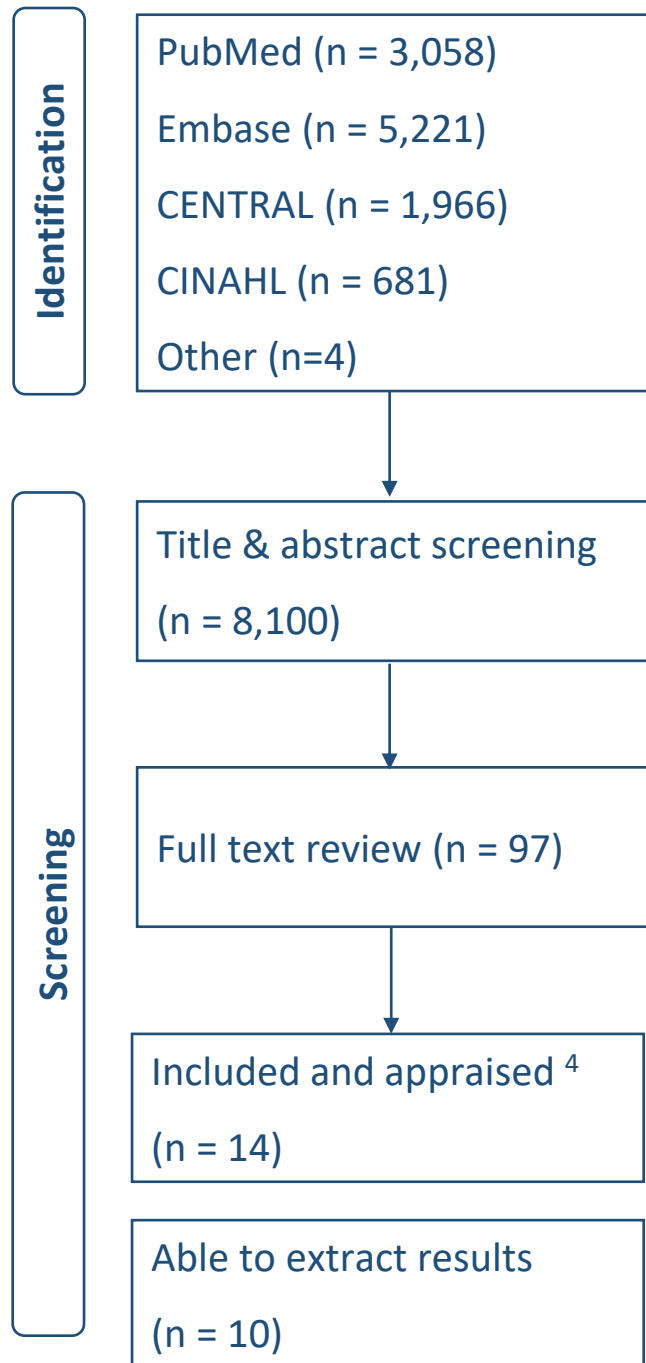 Identification
PubMed (n = 3,058)
Embase (n = 5,221)
CENTRAL (n = 1,966)
CINAHL (n = 681)
Other (n=4)
Screening
Title & abstract screening
(n = 8,100)
Full text review (n = 97)
Included and appraised ⁴
(n = 14)
Able to extract results
(n = 10)